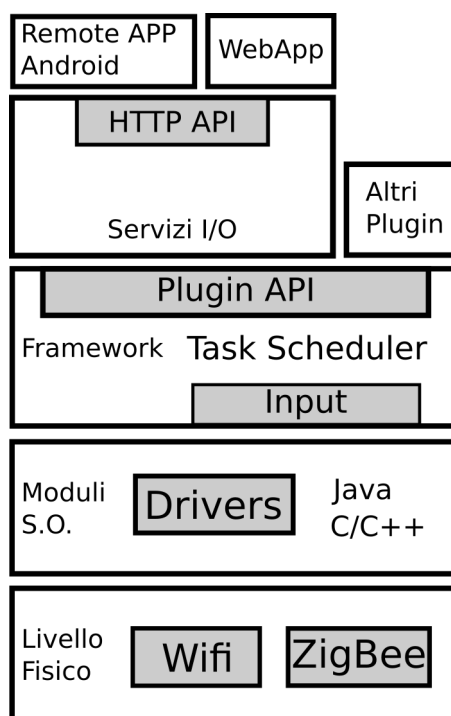 Remote APP
Android
WebApp
HTTP API
Servizi I/O
Altri
Plugin
Plugin API
Framework
Task Scheduler
Input
Moduli
S.O.
Drivers
Java
C/C++
Livello
Fisico
Wifi
ZigBee